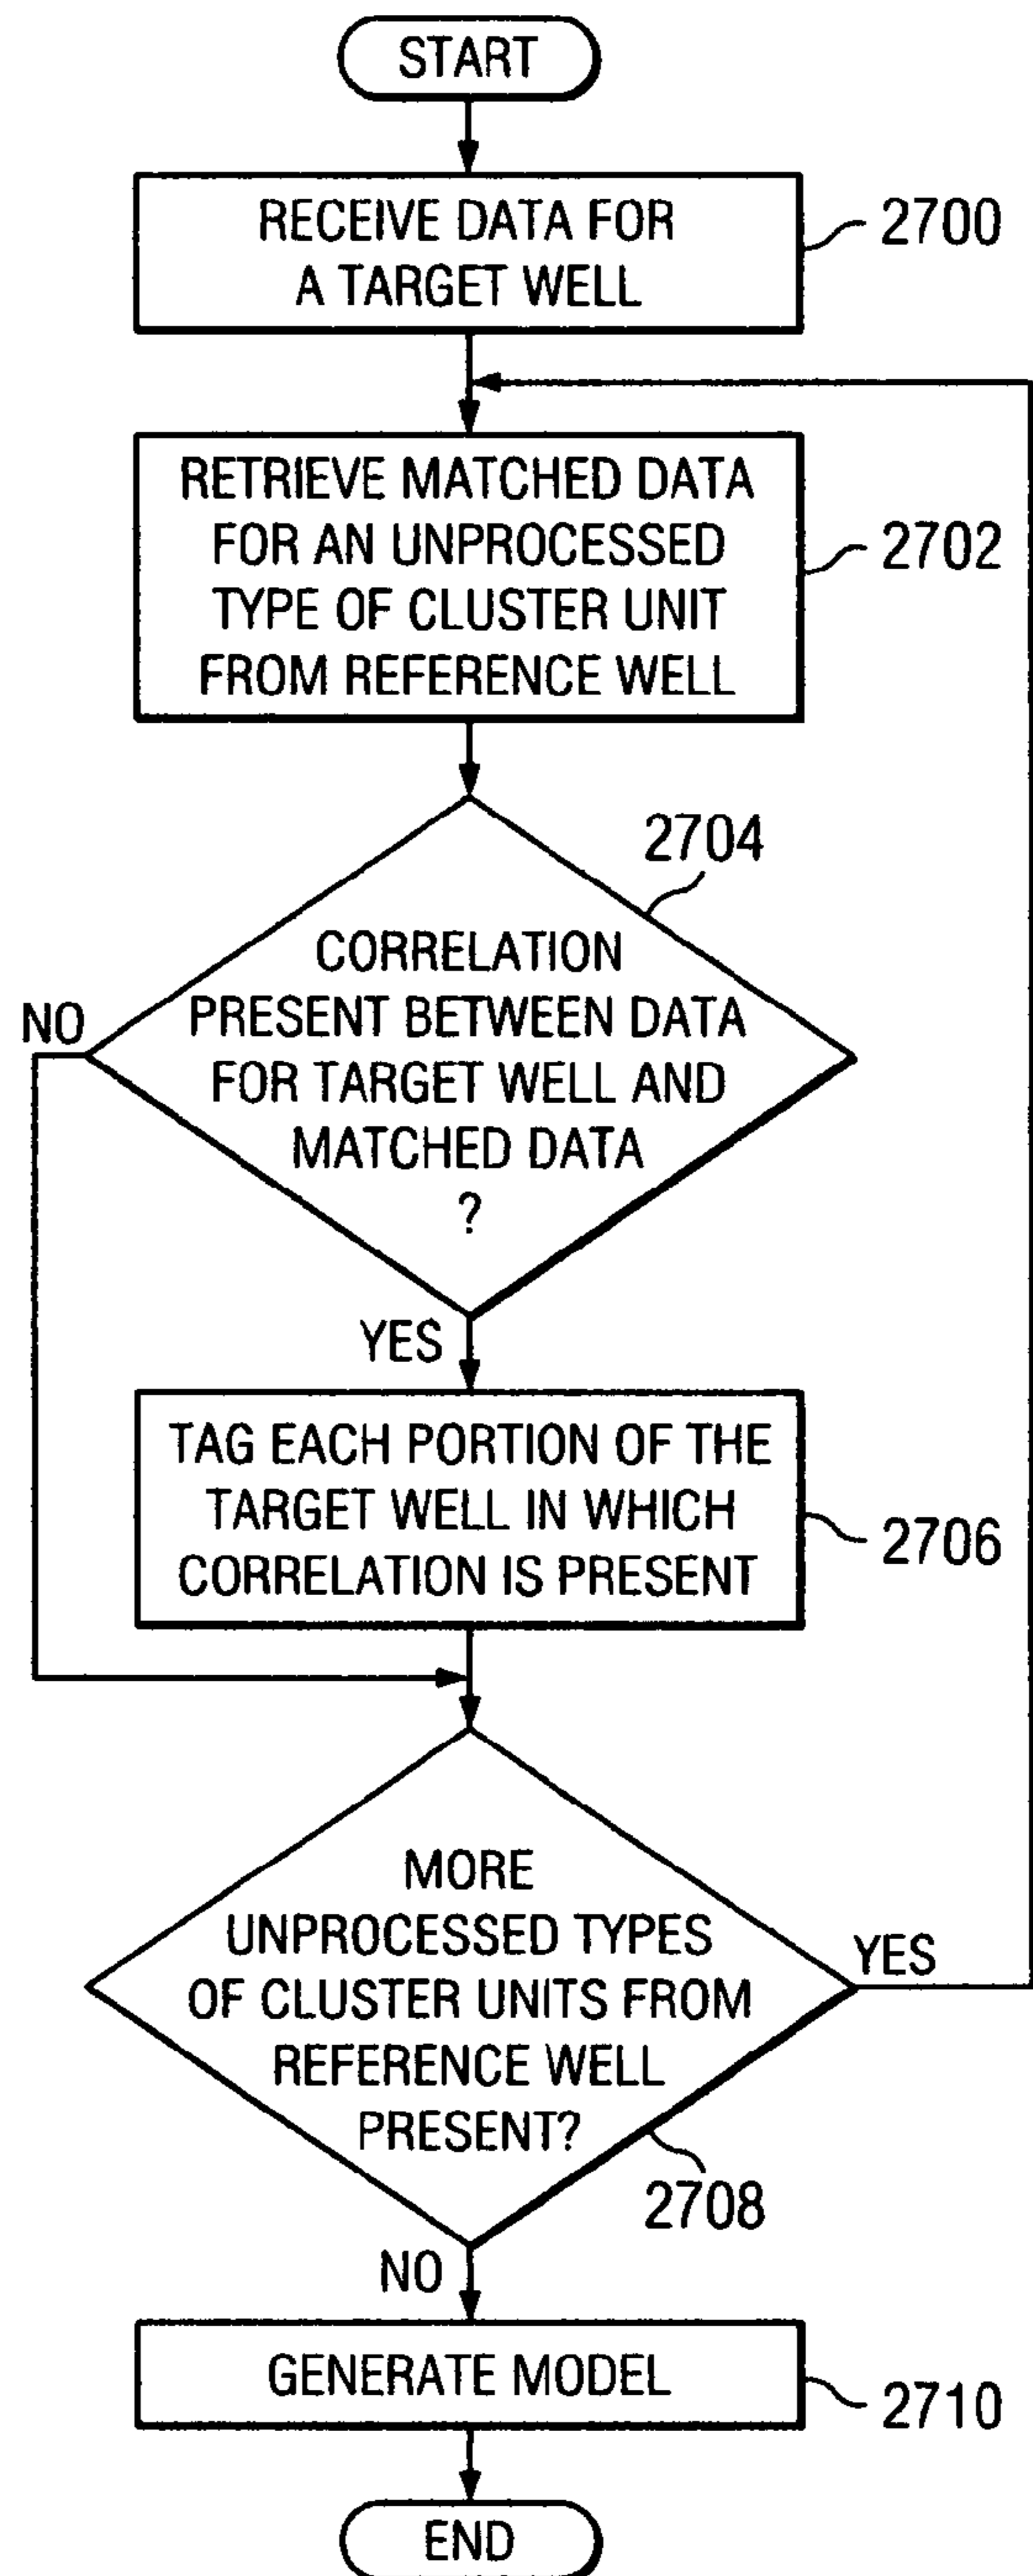 START
RECEIVE DATA FOR
A TARGET WELL
2700
RETRIEVE MATCHED DATA
FOR AN UNPROCESSED
TYPE OF CLUSTER UNIT
FROM REFERENCE WELL
2702
2704
CORRELATION
PRESENT BETWEEN DATA
FOR TARGET WELL AND
MATCHED DATA
?
NO
YES
TAG EACH PORTION OF THE
TARGET WELL IN WHICH
CORRELATION IS PRESENT
2706
MORE
UNPROCESSED TYPES
OF CLUSTER UNITS FROM
REFERENCE WELL
PRESENT?
YES
2708
NO
GENERATE MODEL
2710
END